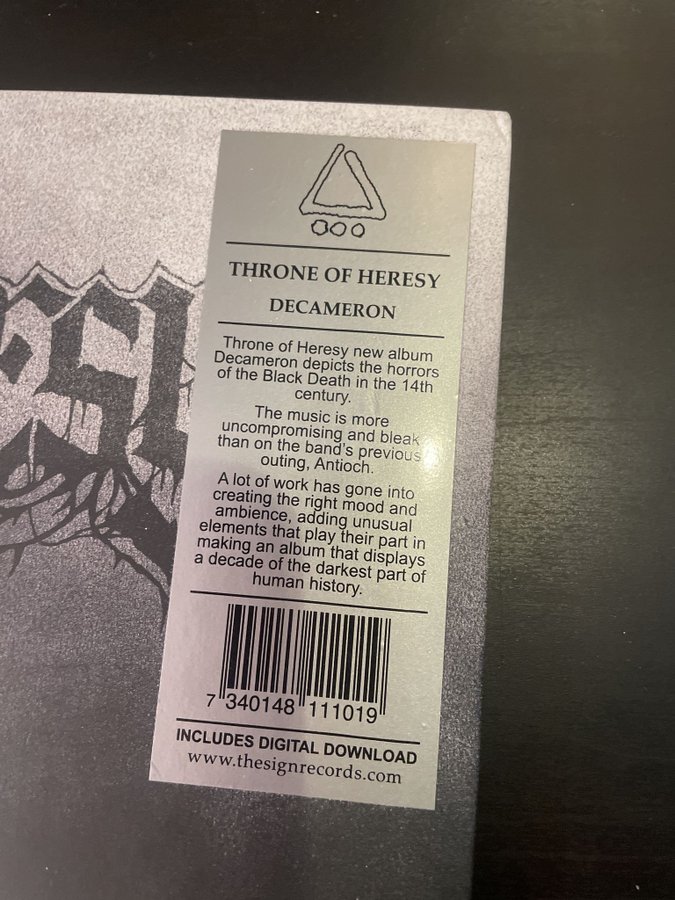 THRONE OF HERESY
DECAMERON
Throne of Heresy new album
Decameron depicts the horrors
of the Black Death in the 14th
century.
The music is more
uncompromising and bleak
than on the band's previous
outing, Antioch.
A lot of work has gone into
creating the right mood and
ambience, adding unusual
elements that play their part in
making an album that displays
a decade of the darkest part of
human history.
7 340148 111019
INCLUDES DIGITAL DOWNLOAD
www.thesignrecords.com